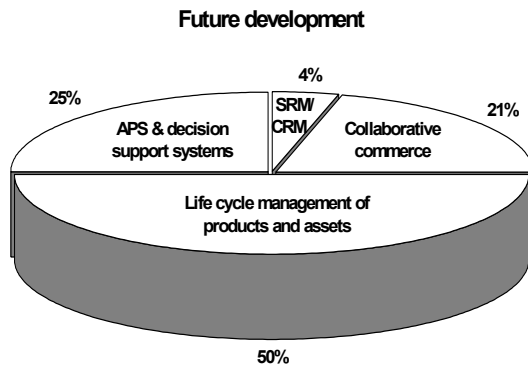 Future development
4%
25%
21%
SRM/
CRM
APS & decision
support systems
Collaborative
commerce
Life cycle management of
products and assets
50%